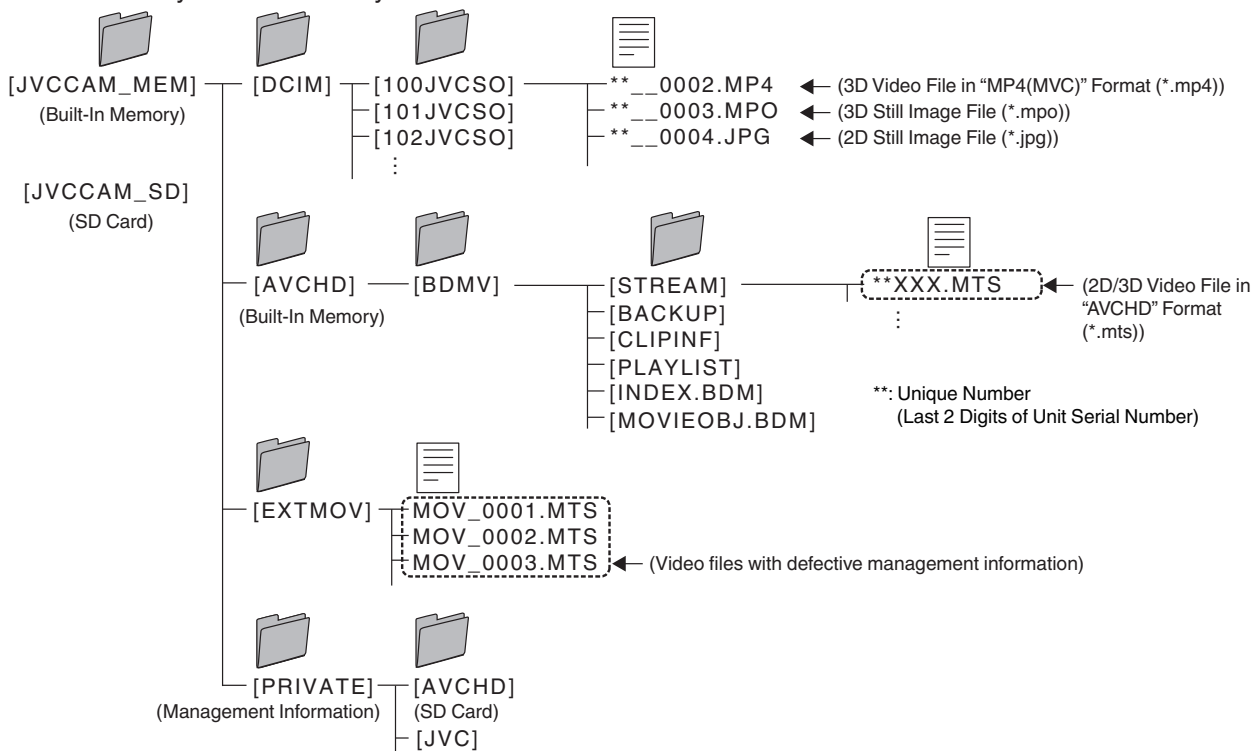 [JVCCAM_MEM]
(Built-In Memory)
[JVCCAM_SD]
(SD Card)
[DCIM]
[100JVCSO]
[101JVCSO]
[102JVCSO]
⋮
**__0002.MP4
(3D Video File in “MP4(MVC)” Format (*.mp4))
**__0003.MPO
(3D Still Image File (*.mpo))
**__0004.JPG
(2D Still Image File (*.jpg))
[AVCHD]
(Built-In Memory)
[BDMV]
[STREAM]
[BACKUP]
[CLIPINF]
[PLAYLIST]
[INDEX.BDM]
[MOVIEOBJ.BDM]
**XXX.MTS
⋮
(2D/3D Video File in
“AVCHD” Format
(*.mts))
**: Unique Number
(Last 2 Digits of Unit Serial Number)
[EXTMOV]
MOV_0001.MTS
MOV_0002.MTS
MOV_0003.MTS
(Video files with defective management information)
[PRIVATE]
(Management Information)
[AVCHD]
(SD Card)
[JVC]